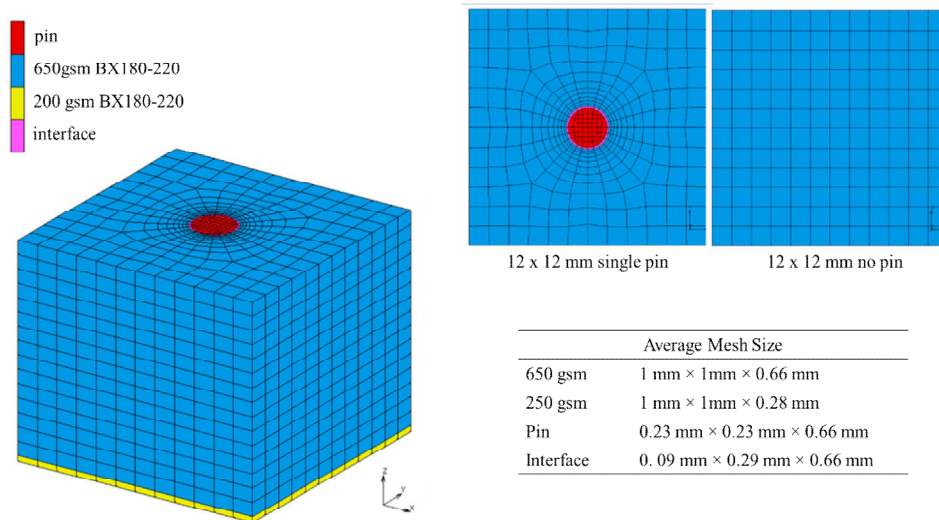 pin
650gsm BX180-220
200 gsm BX180-220
interface
12 x 12 mm single pin
12 x 12 mm no pin
Average Mesh Size
650 gsm 1 mm × 1mm × 0.66 mm
250 gsm 1 mm × 1mm × 0.28 mm
Pin 0.23 mm × 0.23 mm × 0.66 mm
Interface 0. 09 mm × 0.29 mm × 0.66 mm
Z
Y
X